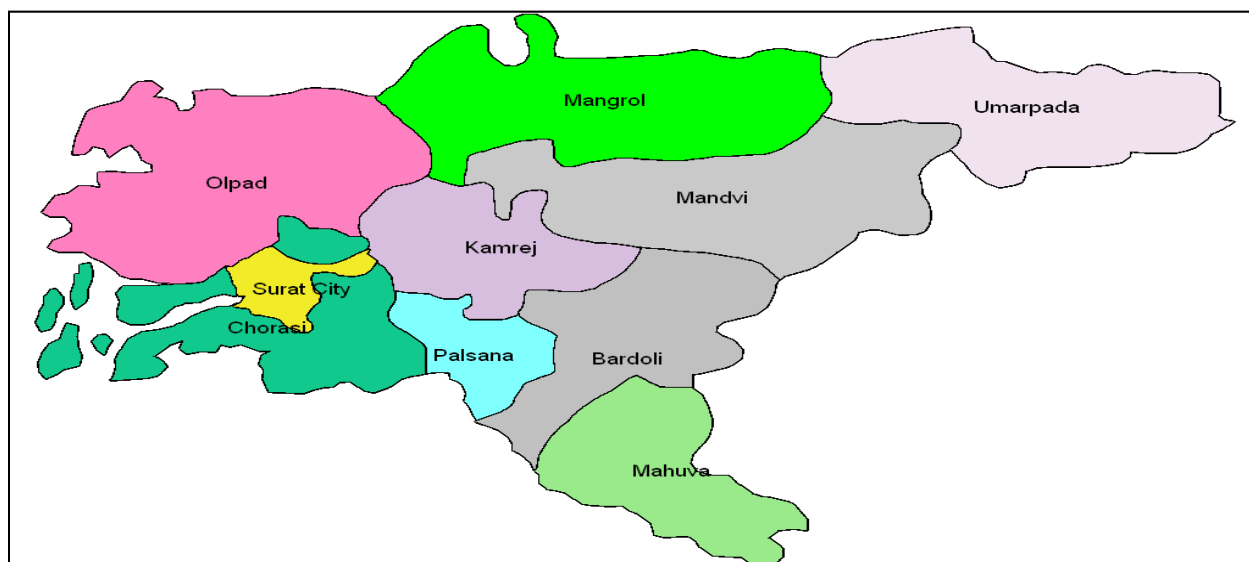 Mangrol
Umarpada
Olpad
Mandvi
Kamrej
Surat City
Chorasi
Palsana
Bardoli
Mahuva